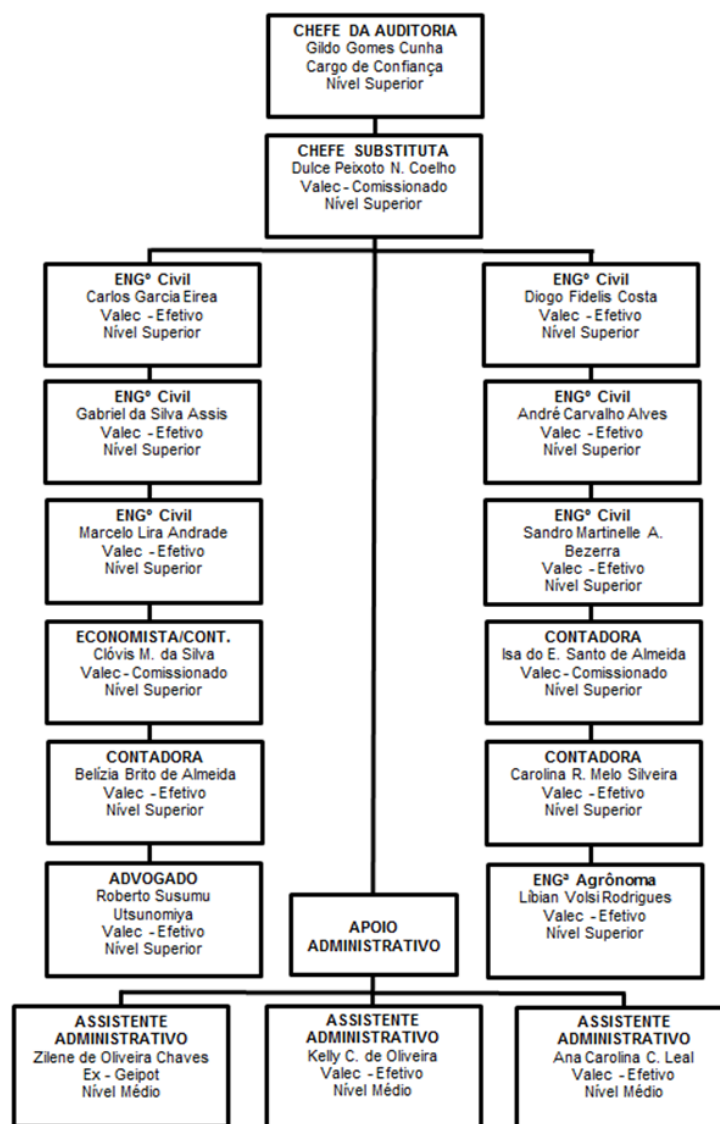 CHEFE DA AUDITORIA
Gildo Gomes Cunha
Cargo de Confiança
Nível Superior
CHEFE SUBSTITUTA
Dulce Peixoto N. Coelho
Valec - Comissionado
Nível Superior
ENGº Civil
Carlos Garcia Eirea
Valec - Efetivo
Nível Superior
ENGº Civil
Diogo Fidelis Costa
Valec - Efetivo
Nível Superior
ENGº Civil
Gabriel da Silva Assis
Valec - Efetivo
Nível Superior
ENGº Civil
André Carvalho Alves
Valec - Efetivo
Nível Superior
ENGº Civil
Marcelo Lira Andrade
Valec - Efetivo
Nível Superior
ENGº Civil
Sandro Martinelle A.
Bezerra
Valec - Efetivo
Nível Superior
ECONOMISTA/CONT.
Clóvis M. da Silva
Valec - Comissionado
Nível Superior
CONTADORA
Isa do E. Santo de Almeida
Valec - Comissionado
Nível Superior
CONTADORA
Belízia Brito de Almeida
Valec - Efetivo
Nível Superior
CONTADORA
Carolina R. Melo Silveira
Valec - Efetivo
Nível Superior
ADVOGADO
Roberto Susumu
Utsunomiya
Valec - Efetivo
Nível Superior
ENGª Agrônoma
Líbian Volsi Rodrigues
Valec - Efetivo
Nível Superior
APOIO
ADMINISTRATIVO
ASSISTENTE
ADMINISTRATIVO
Zilene de Oliveira Chaves
Ex - Geipot
Nível Médio
ASSISTENTE
ADMINISTRATIVO
Kelly C. de Oliveira
Valec - Efetivo
Nível Médio
ASSISTENTE
ADMINISTRATIVO
Ana Carolina C. Leal
Valec - Efetivo
Nível Médio